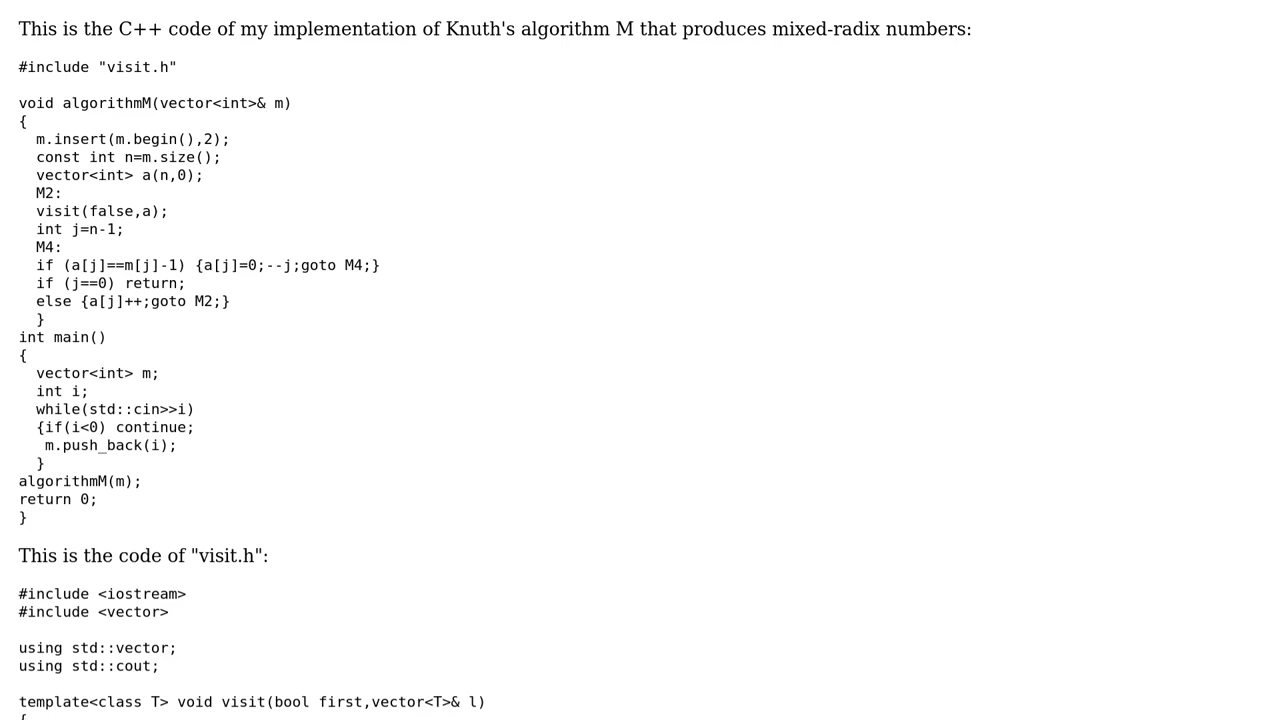 This is the C++ code of my implementation of Knuth's algorithm M that produces mixed-radix numbers:
#include "visit.h"
void algorithmM(vector<int>& m)
{
  m.insert(m.begin(),2);
  const int n=m.size();
  vector<int> a(n,0);
  M2:
  visit(false,a);
  int j=n-1;
  M4:
  if (a[j]==m[j]-1) {a[j]=0;--j;goto M4;}
  if (j==0) return;
  else {a[j]++;goto M2;}
  }
int main()
{
  vector<int> m;
  int i;
  while(std::cin>>i)
  {if(i<0) continue;
   m.push_back(i);
  }
algorithmM(m);
return 0;
}
This is the code of "visit.h":
#include <iostream>
#include <vector>
using std::vector;
using std::cout;
template<class T> void visit(bool first,vector<T>& l)
{